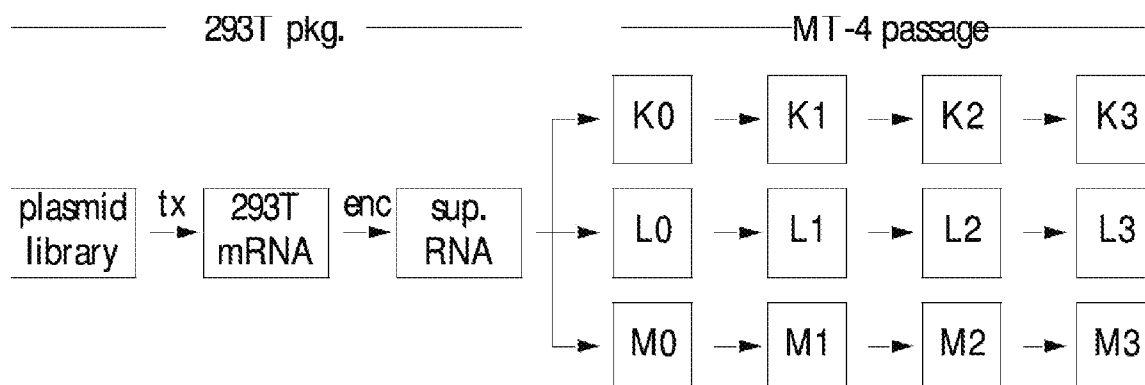 293T pkg.
MT-4 passage
K0
K1
K2
K3
plasmid
library
tx
293T
mRNA
enc
sup.
RNA
L0
L1
L2
L3
M0
M1
M2
M3